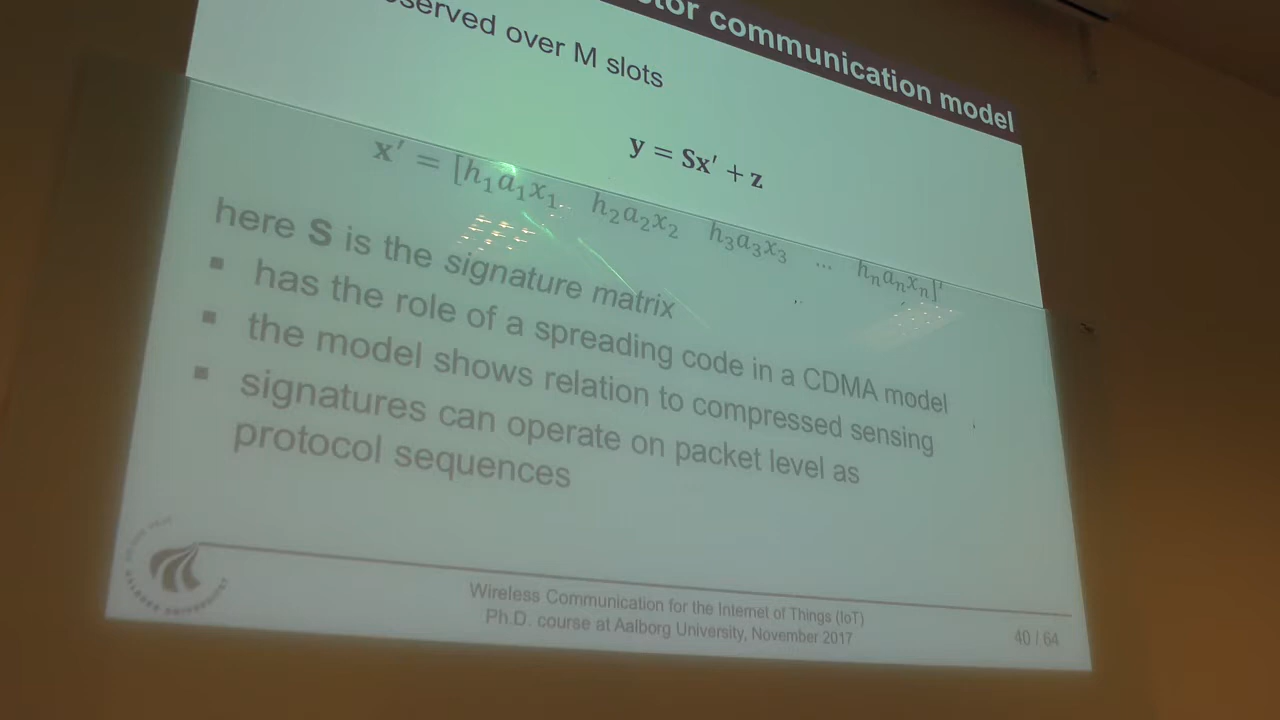 communication model
over M slots
y = Sx′ + z
x′ = [h₁a₁x₁ h₂a₂x₂ h₃a₃x₃ ... hₙaₙxₙ]′
here S is the signature matrix
▪ has the role of a spreading code in a CDMA model
▪ the model shows relation to compressed sensing
▪ signatures can operate on packet level as
protocol sequences
Wireless Communication for the Internet of Things (IoT)
Ph.D. course at Aalborg University, November 2017
40 / 64